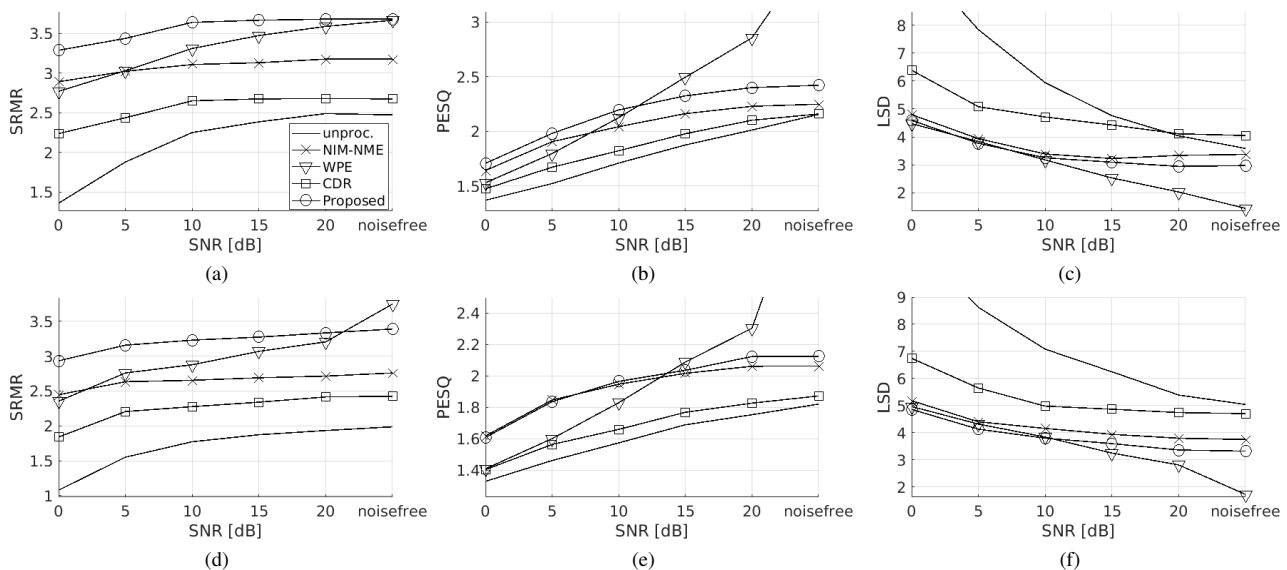 SRMR
3.5
3
2.5
2
1.5
unproc.
NIM-NME
WPE
CDR
Proposed
0 5 10 15 20 noisefree
SNR [dB]
(a)
PESQ
3
2.5
2
1.5
0 5 10 15 20 noisefree
SNR [dB]
(b)
LSD
8
7
6
5
4
3
2
0 5 10 15 20 noisefree
SNR [dB]
(c)
SRMR
3.5
3
2.5
2
1.5
1
0 5 10 15 20 noisefree
SNR [dB]
(d)
PESQ
2.4
2.2
2
1.8
1.6
1.4
0 5 10 15 20 noisefree
SNR [dB]
(e)
LSD
9
8
7
6
5
4
3
2
0 5 10 15 20 noisefree
SNR [dB]
(f)